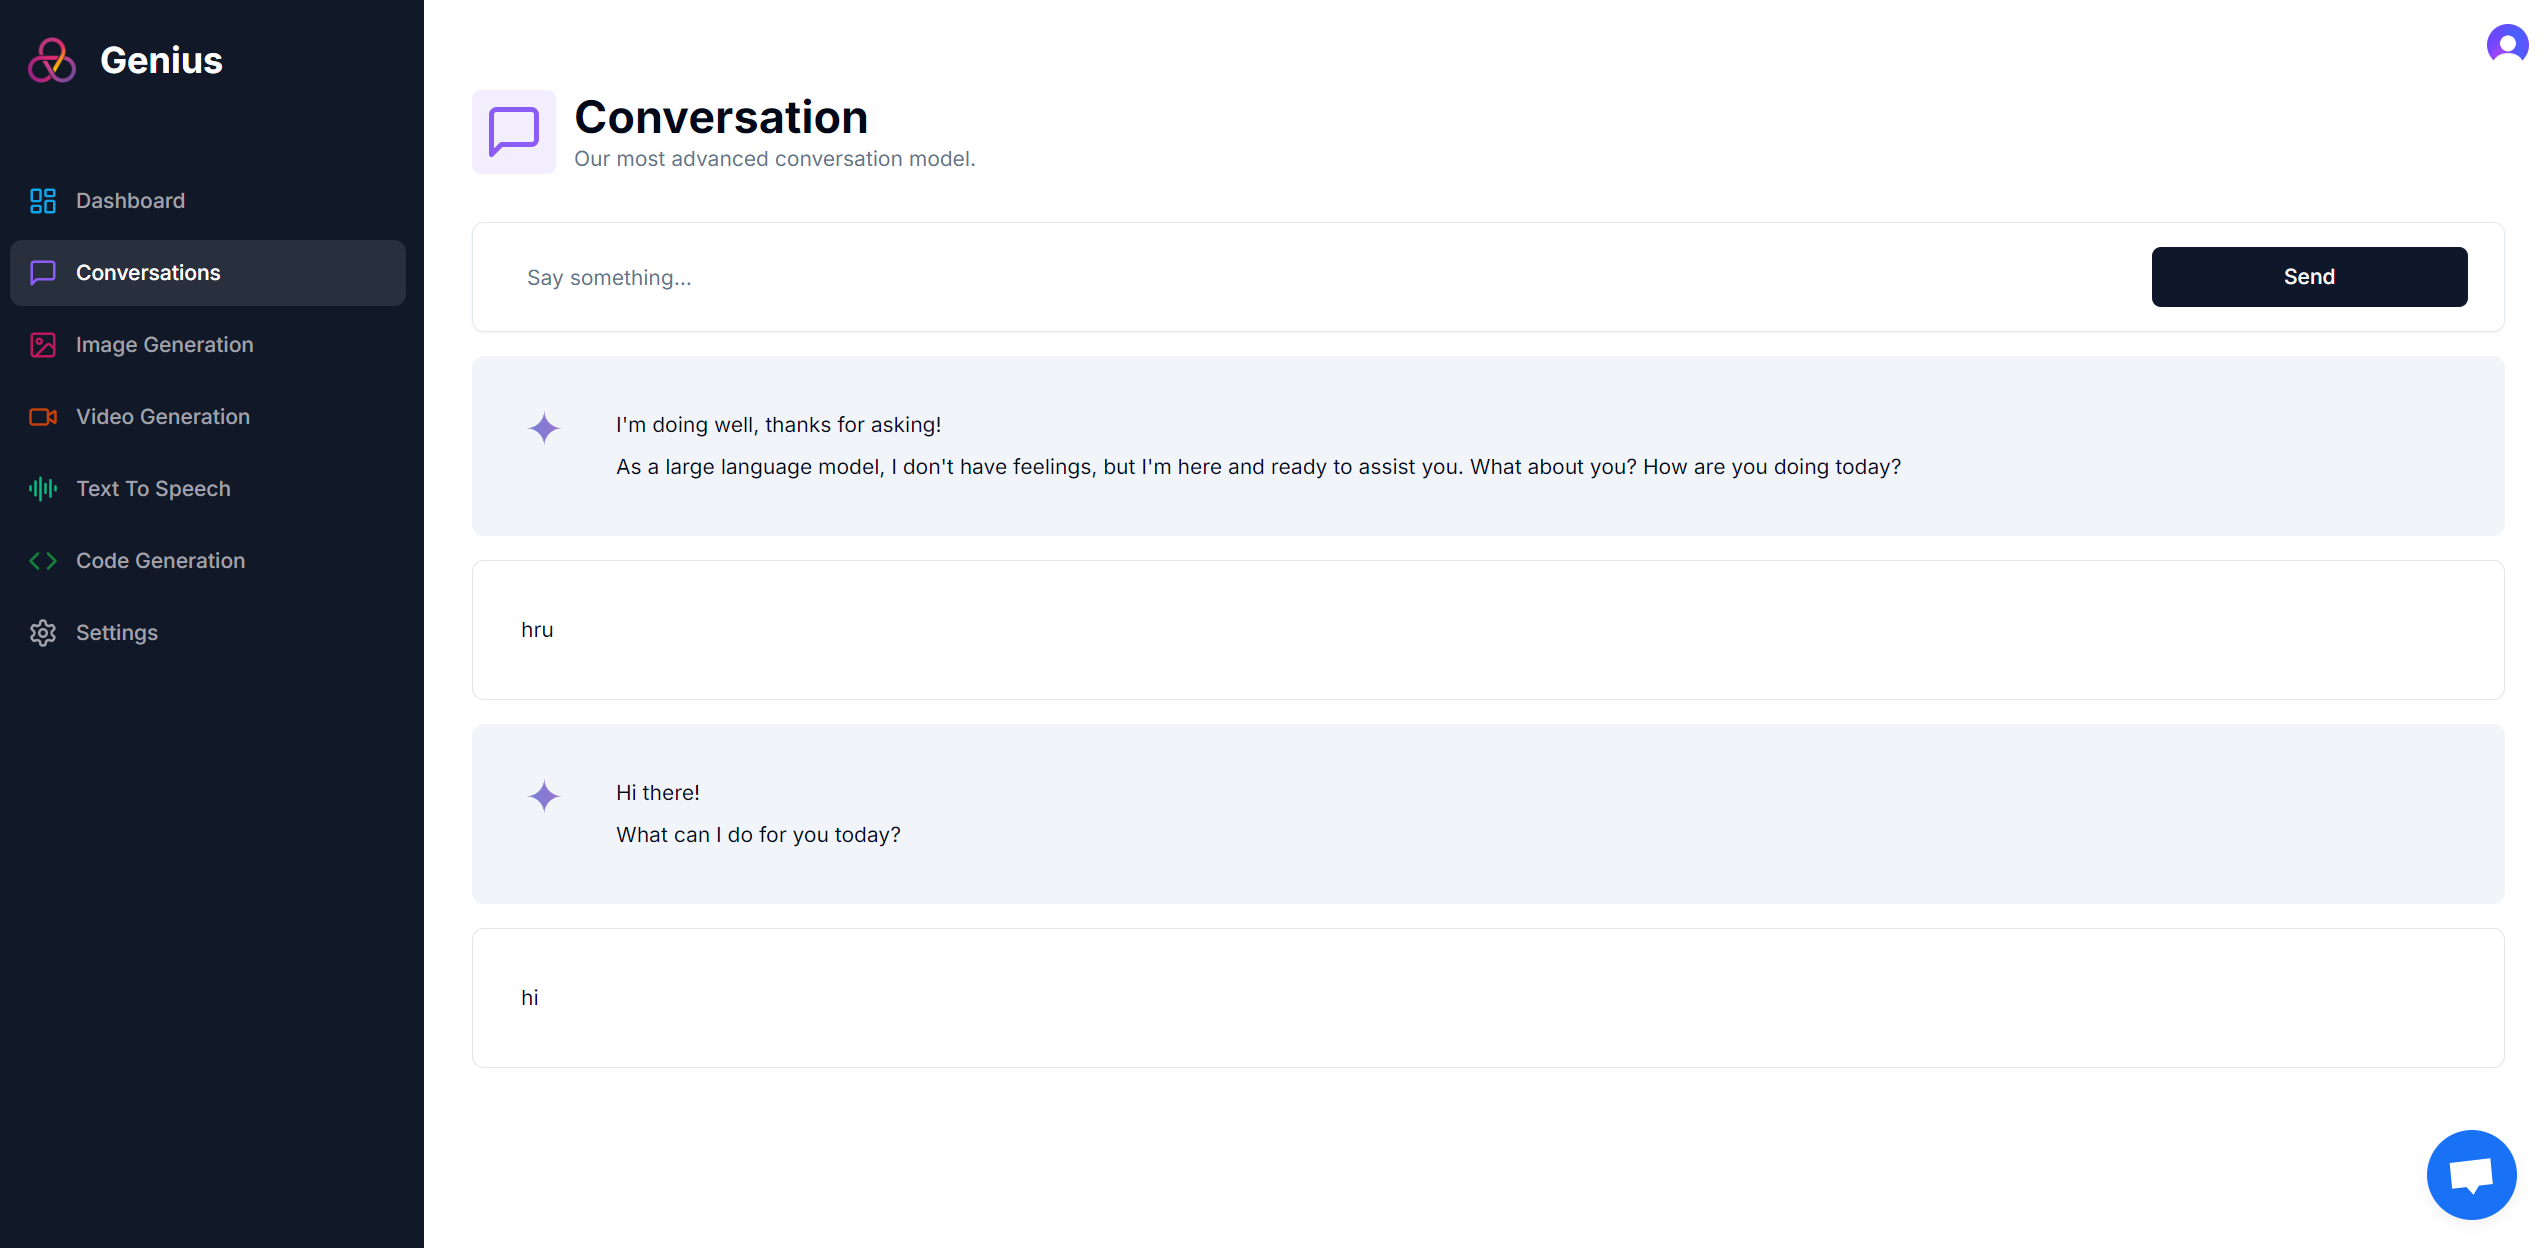 Genius
Dashboard
Conversations
Image Generation
Video Generation
Text To Speech
Code Generation
Settings
Conversation
Our most advanced conversation model.
Say something...
Send
I'm doing well, thanks for asking!
As a large language model, I don't have feelings, but I'm here and ready to assist you. What about you? How are you doing today?
hru
Hi there!
What can I do for you today?
hi